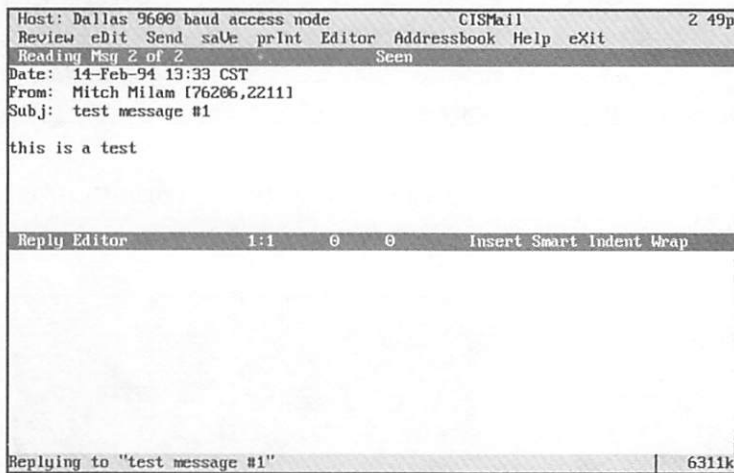 Host: Dallas 9600 baud access node CISMail 2 49p
Review eDit Send saVe prInt Editor Addressbook Help eXit
Reading Msg 2 of 2 Seen
Date: 14-Feb-94 13:33 CST
From: Mitch Milam [76206,2211]
Subj: test message #1
this is a test
Reply Editor 1:1 0 0 Insert Smart Indent Wrap
Replying to "test message #1" 6311k